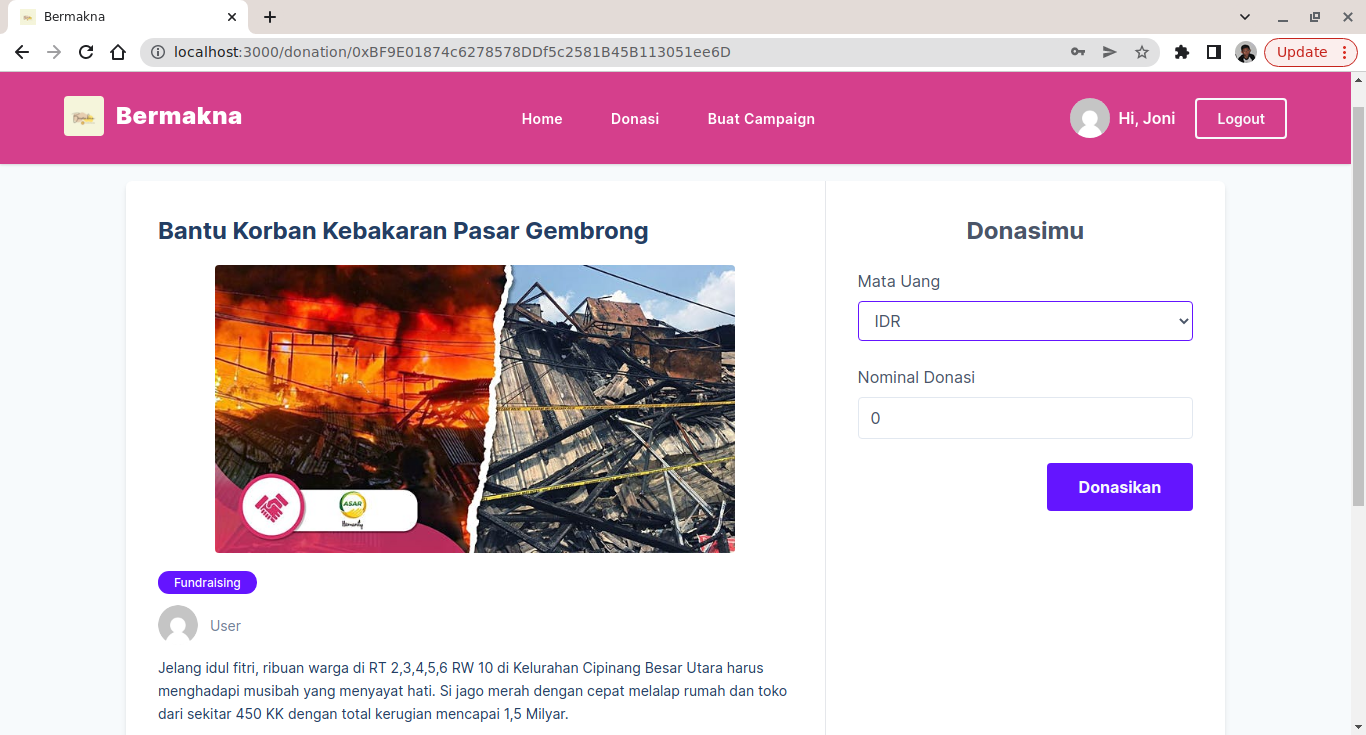 Bermakna
localhost:3000/donation/0xBF9E01874c6278578DDf5c2581B45B113051ee6D
Update
Bermakna
Home
Donasi
Buat Campaign
Hi, Joni
Logout
Bantu Korban Kebakaran Pasar Gembrong
ASAR
Humanity
Fundraising
User
Jelang idul fitri, ribuan warga di RT 2,3,4,5,6 RW 10 di Kelurahan Cipinang Besar Utara harus
menghadapi musibah yang menyayat hati. Si jago merah dengan cepat melalap rumah dan toko
dari sekitar 450 KK dengan total kerugian mencapai 1,5 Milyar.
Donasimu
Mata Uang
IDR
Nominal Donasi
0
Donasikan